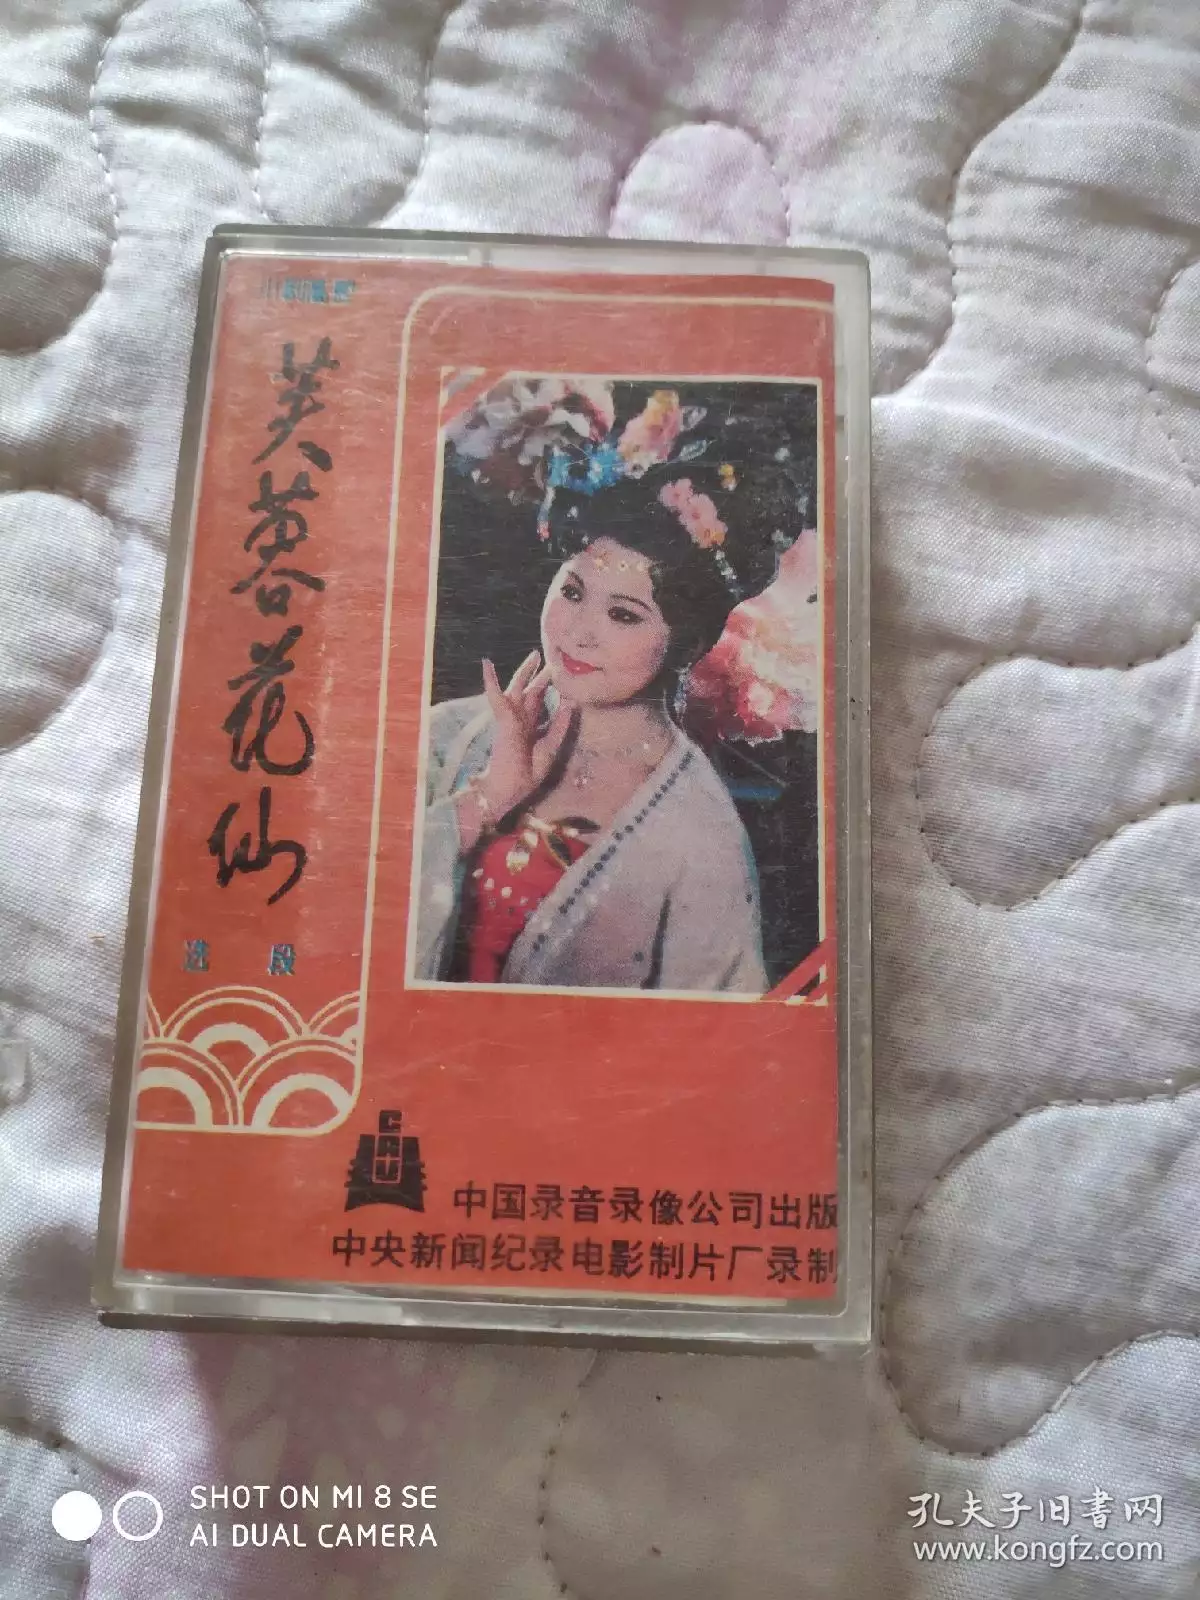 芙蓉花仙
选段
CAV
中国录音录像公司出版
中央新闻纪录电影制片厂录制
SHOT ON MI 8 SE
AI DUAL CAMERA
孔夫子旧書网
www.kongfz.com